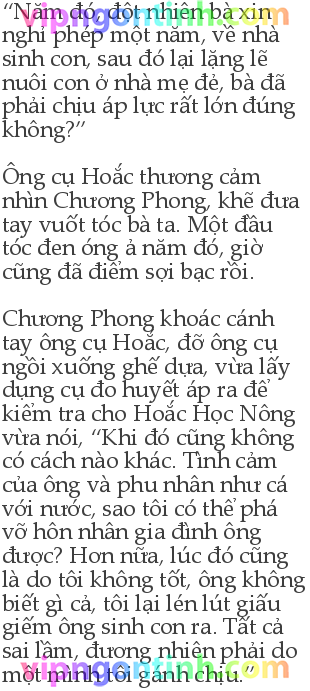 “Năm đó, đột nhiên bà xin
nghỉ phép một năm, về nhà
sinh con, sau đó lại lặng lẽ
nuôi con ở nhà mẹ đẻ, bà đã
phải chịu áp lực rất lớn đúng
không?”
Ông cụ Hoắc thương cảm
nhìn Chương Phong, khẽ đưa
tay vuốt tóc bà ta. Một đầu
tóc đen óng ả năm đó, giờ
cũng đã điểm sợi bạc rồi.
Chương Phong khoác cánh
tay ông cụ Hoắc, đỡ ông cụ
ngồi xuống ghế dựa, vừa lấy
dụng cụ đo huyết áp ra để
kiểm tra cho Hoắc Học Nông
vừa nói, “Khi đó cũng không
có cách nào khác. Tình cảm
của ông và phu nhân như cá
với nước, sao tôi có thể phá
vỡ hôn nhân gia đình ông
được? Hơn nữa, lúc đó cũng
là do tôi không tốt, ông không
biết gì cả, tôi lại lén lút giấu
giếm ông sinh con ra. Tất cả
sai lầm, đương nhiên phải do
một mình tôi gánh chịu.”
vipngontinh.com
vipngontinh.com